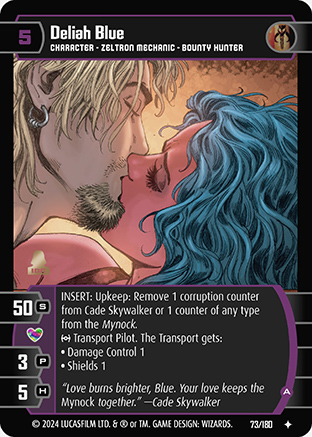 5
Deliah Blue
CHARACTER - ZELTRON MECHANIC - BOUNTY HUNTER
50 S
INSERT: Upkeep: Remove 1 corruption counter
from Cade Skywalker or 1 counter of any type
from the Mynock.
Transport Pilot. The Transport gets:
• Damage Control 1
• Shields 1
3 P
5 H
“Love burns brighter, Blue. Your love keeps the
Mynock together.” —Cade Skywalker
A
© 2024 LUCASFILM LTD. & ® or TM. GAME DESIGN: WIZARDS.
73/180